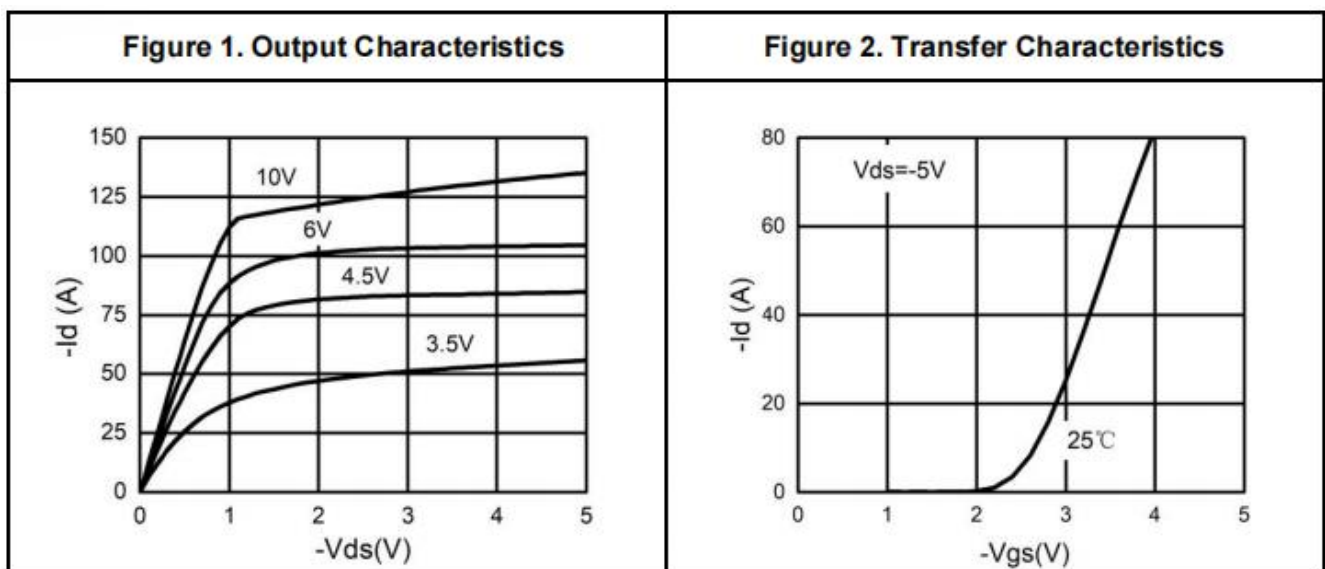 Figure 1. Output Characteristics
Figure 2. Transfer Characteristics
150
125
100
75
50
25
0
-Id (A)
10V
6V
4.5V
3.5V
0 1 2 3 4 5
-Vds(V)
80
60
40
20
0
-Id (A)
Vds=-5V
25℃
0 1 2 3 4 5
-Vgs(V)